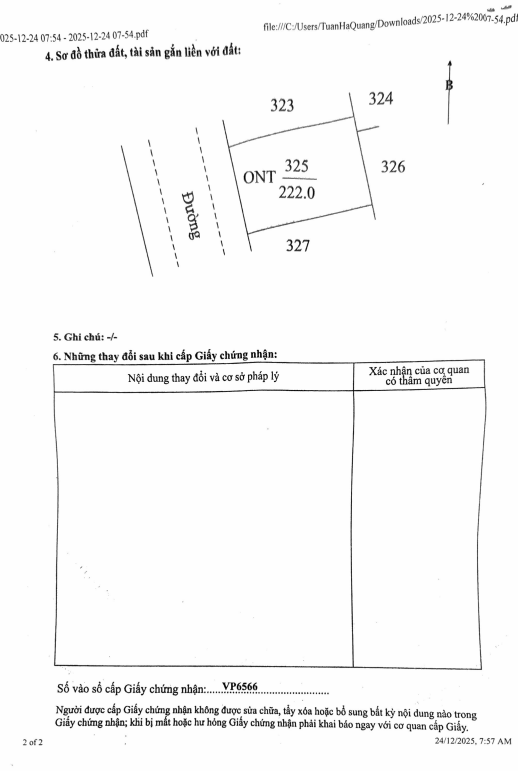 025-12-24 07:54 - 2025-12-24 07-54.pdf
file:///C:/Users/TuanHaQuang/Downloads/2025-12-24%2007-54.pdf
4. Sơ đồ thửa đất, tài sản gắn liền với đất:
B
323
324
ONT 325
222.0
326
Đường
327
5. Ghi chú: -/-
6. Những thay đổi sau khi cấp Giấy chứng nhận:
Nội dung thay đổi và cơ sở pháp lý
Xác nhận của cơ quan
có thẩm quyền
Số vào sổ cấp Giấy chứng nhận:.....VP6566..........................
Người được cấp Giấy chứng nhận không được sửa chữa, tẩy xóa hoặc bổ sung bất kỳ nội dung nào trong
Giấy chứng nhận; khi bị mất hoặc hư hỏng Giấy chứng nhận phải khai báo ngay với cơ quan cấp Giấy.
2 of 2
24/12/2025, 7:57 AM